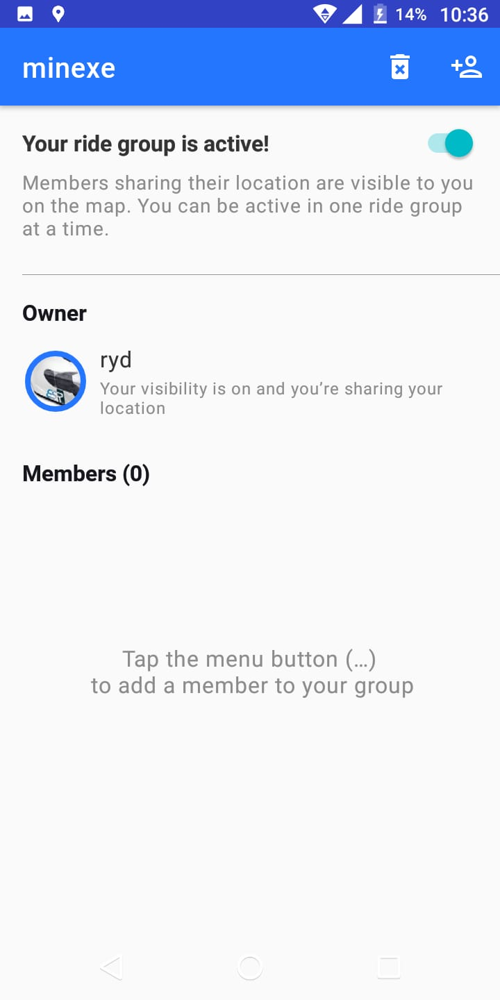 14% 10:36
minexe
Your ride group is active!
Members sharing their location are visible to you
on the map. You can be active in one ride group
at a time.
Owner
ryd
Your visibility is on and you’re sharing your
location
Members (0)
Tap the menu button (…)
to add a member to your group